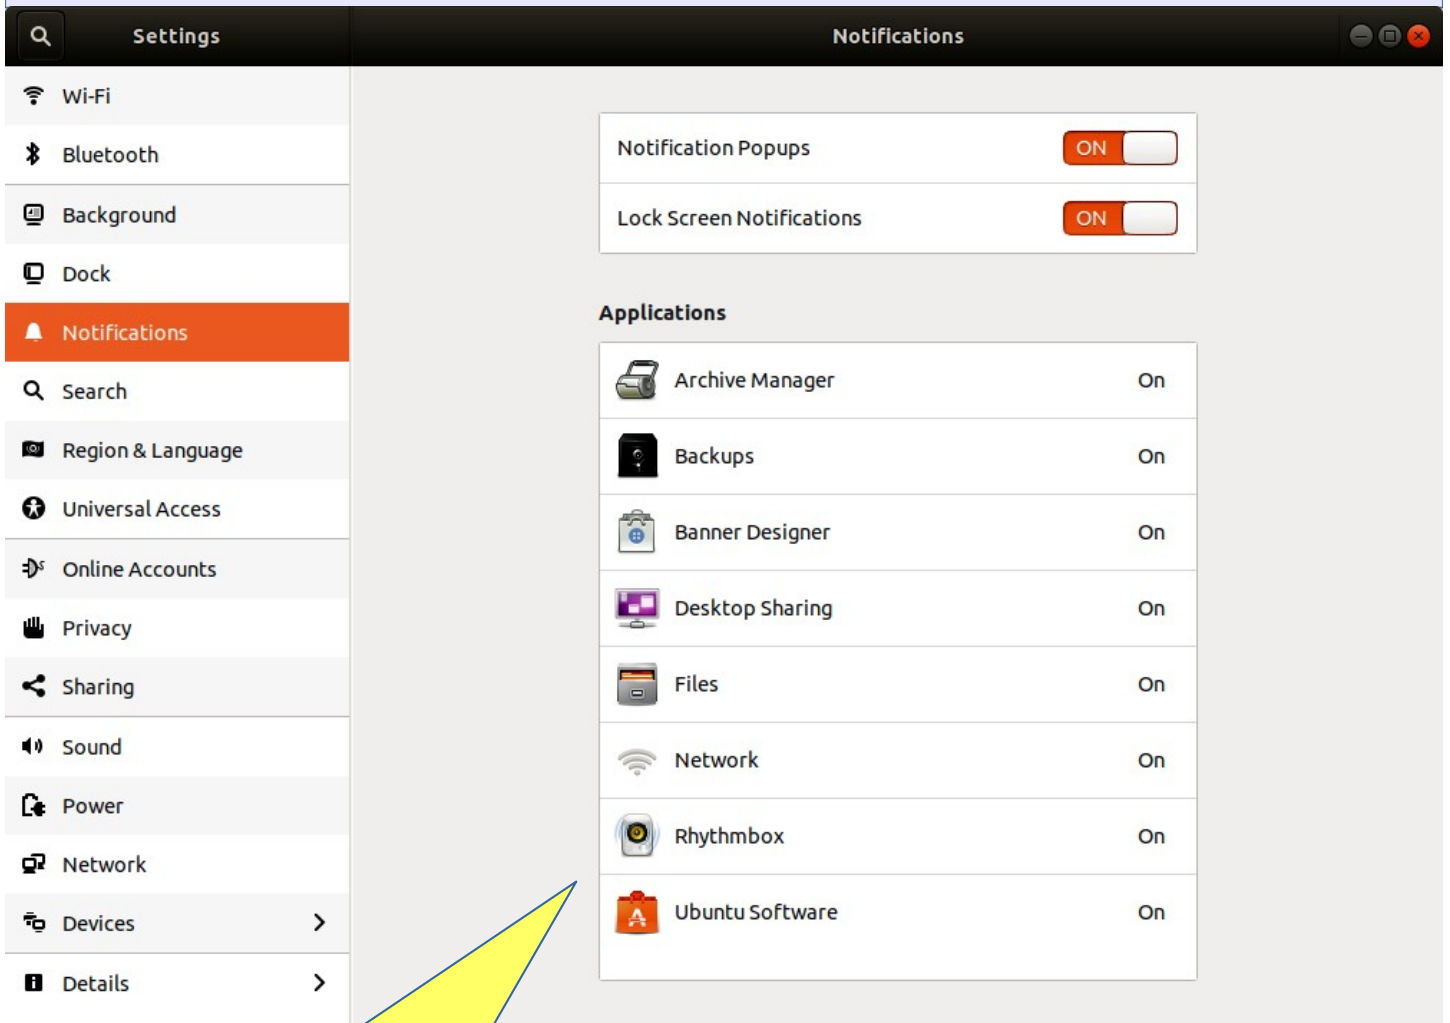 Settings
Notifications
Wi-Fi
Bluetooth
Background
Dock
Notifications
Search
Region & Language
Universal Access
Online Accounts
Privacy
Sharing
Sound
Power
Network
Devices
Details
Notification Popups ON
Lock Screen Notifications ON
Applications
Archive Manager On
Backups On
Banner Designer On
Desktop Sharing On
Files On
Network On
Rhythmbox On
Ubuntu Software On